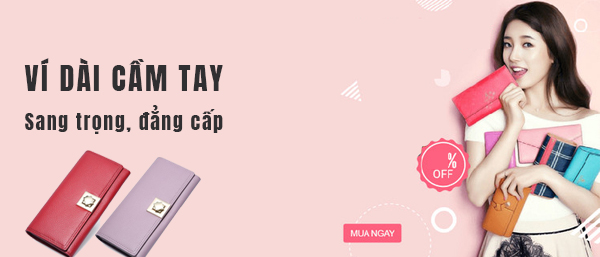 VÍ DÀI CẦM TAY
Sang trọng, đẳng cấp
%
OFF
MUA NGAY